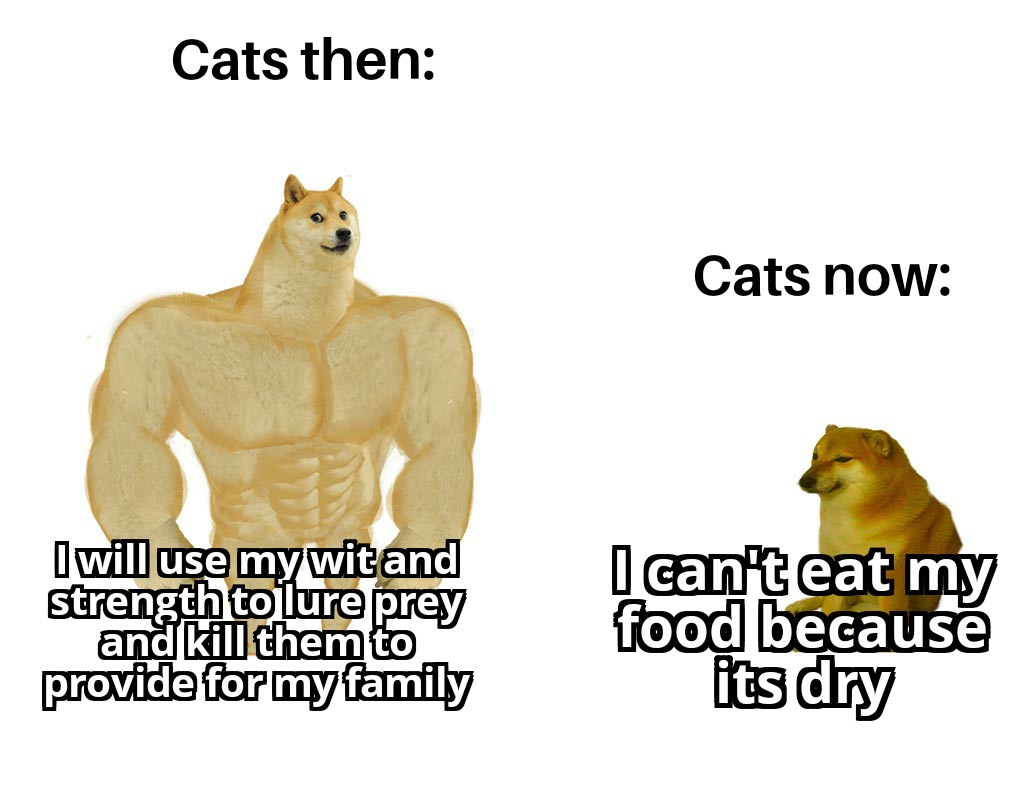 Cats then:
I will use my wit and
strength to lure prey
and kill them to
provide for my family
Cats now:
I can't eat my
food because
its dry